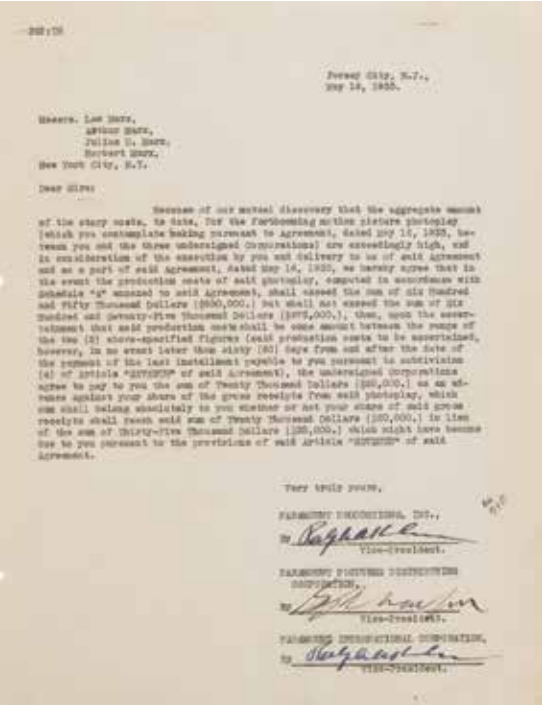 Jersey City, N.J.,
May 16, 1933.
Messrs. Leo Marx,
Arthur Marx,
Julius H. Marx,
Herbert Marx,
New York City, N.Y.
Dear Sirs:
Because of our mutual discovery that the aggregate amount
of the story costs, to date, for the forthcoming motion picture photoplay
(which you contemplate making pursuant to Agreement, dated May 16, 1933, be-
tween you and the three undersigned Corporations) are exceedingly high, and
in consideration of the execution by you and delivery to us of said Agreement
and as a part of said Agreement, dated May 16, 1933, we hereby agree that in
the event the production costs of said photoplay, computed in accordance with
Schedule "A" annexed to said Agreement, shall exceed the sum of Six Hundred
and Fifty Thousand Dollars ($650,000.) but shall not exceed the sum of Six
Hundred and Seventy-Five Thousand Dollars ($675,000.), then, upon the ascer-
tainment that said production costs shall be some amount between the range of
the two (2) above-specified figures (said production costs to be ascertained,
however, in no event later than sixty (60) days from and after the date of
the payment of the last installment payable to you pursuant to subdivision
(a) of Article "SEVENTH" of said Agreement), the undersigned Corporations
agree to pay to you the sum of Twenty Thousand Dollars ($20,000.) as an ad-
vance against your share of the gross receipts from said photoplay, which
sum shall belong absolutely to you whether or not your share of said gross
receipts shall reach said sum of Twenty Thousand Dollars ($20,000.) in lieu
of the sum of Thirty-Five Thousand Dollars ($35,000.) which might have become
due to you pursuant to the provisions of said Article "SEVENTH" of said
Agreement.
Very truly yours,
PARAMOUNT PRODUCTIONS, INC.,
By
Vice-President.
PARAMOUNT PICTURES DISTRIBUTING
CORPORATION,
By
Vice-President.
PARAMOUNT INTERNATIONAL CORPORATION,
By
Vice-President.